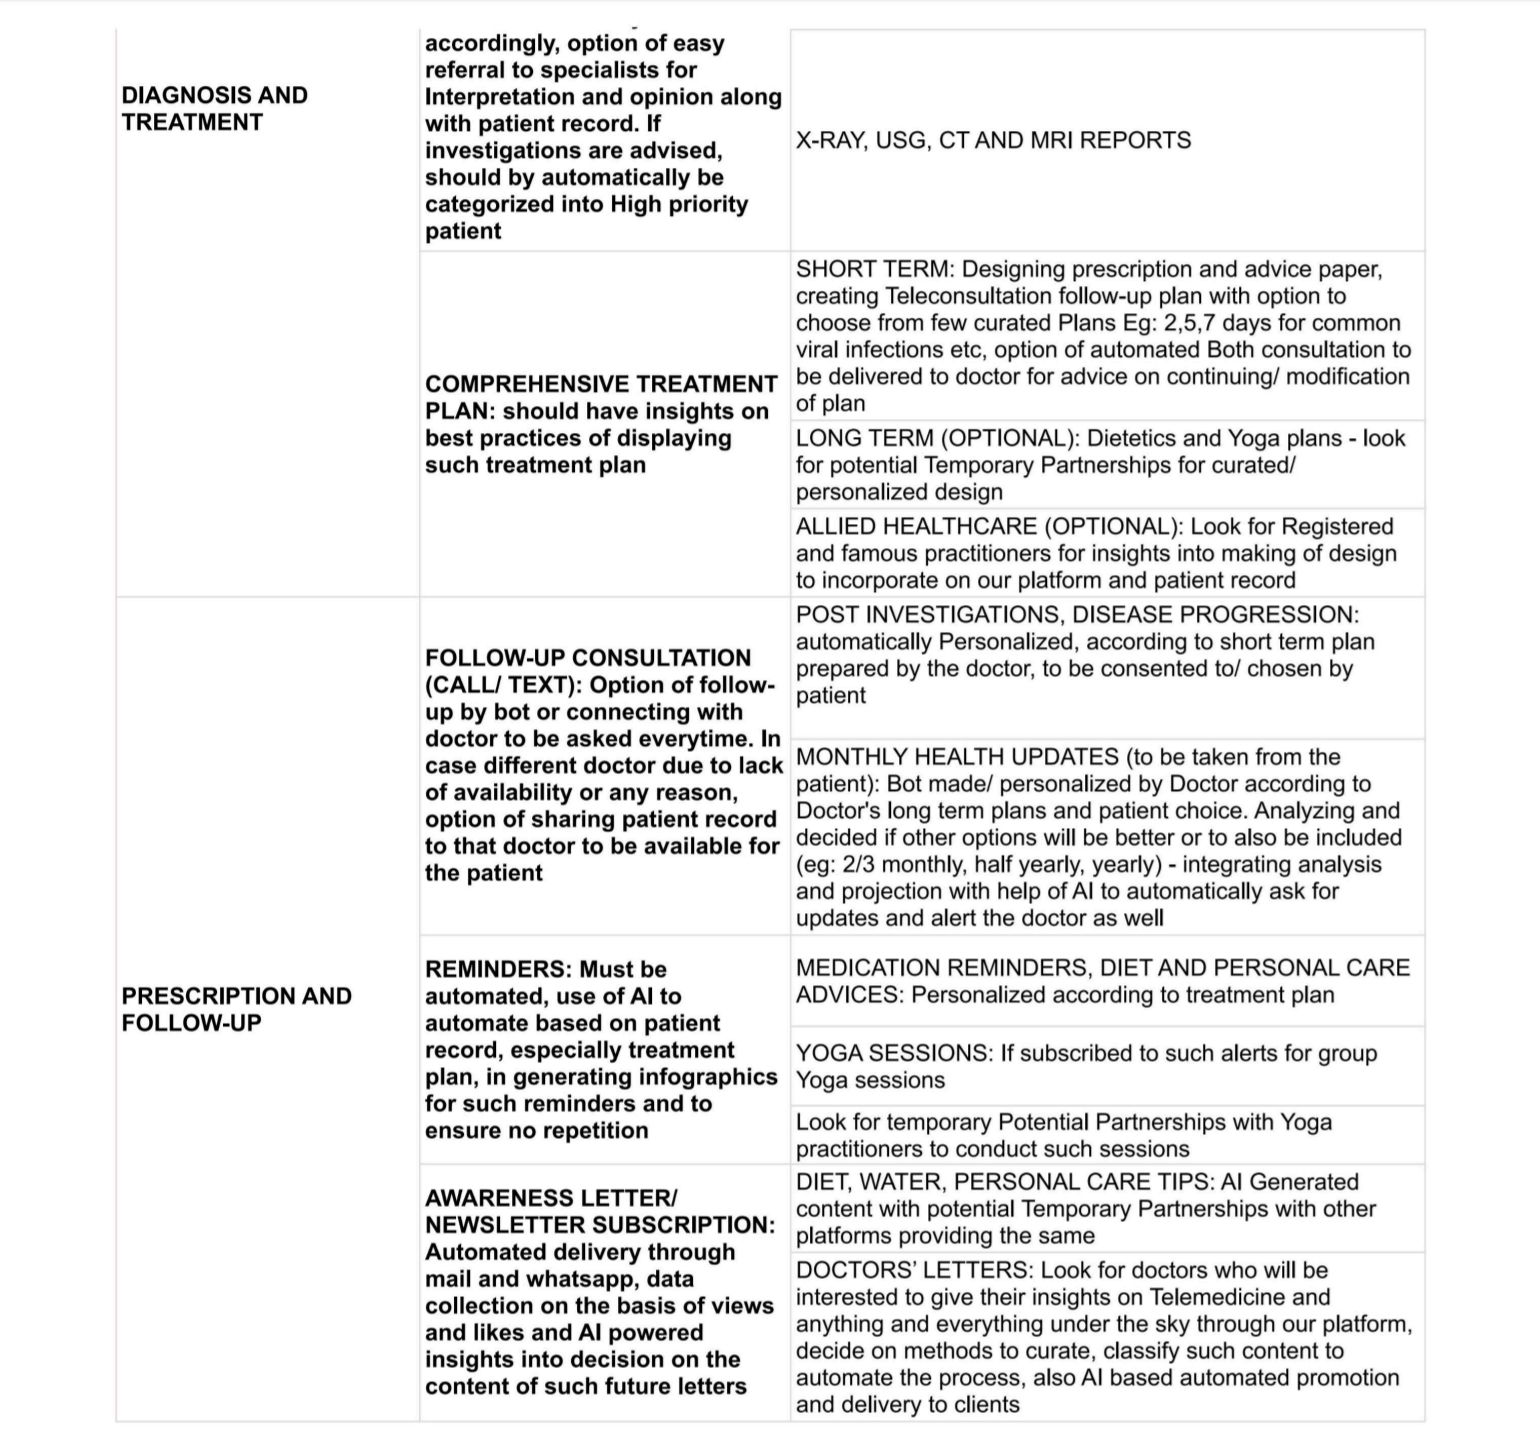 DIAGNOSIS AND
TREATMENT
accordingly, option of easy
referral to specialists for
Interpretation and opinion along
with patient record. If
investigations are advised,
should by automatically be
categorized into High priority
patient
X-RAY, USG, CT AND MRI REPORTS
COMPREHENSIVE TREATMENT
PLAN: should have insights on
best practices of displaying
such treatment plan
SHORT TERM: Designing prescription and advice paper,
creating Teleconsultation follow-up plan with option to
choose from few curated Plans Eg: 2,5,7 days for common
viral infections etc, option of automated Both consultation to
be delivered to doctor for advice on continuing/ modification
of plan
LONG TERM (OPTIONAL): Dietetics and Yoga plans - look
for potential Temporary Partnerships for curated/
personalized design
ALLIED HEALTHCARE (OPTIONAL): Look for Registered
and famous practitioners for insights into making of design
to incorporate on our platform and patient record
PRESCRIPTION AND
FOLLOW-UP
FOLLOW-UP CONSULTATION
(CALL/ TEXT): Option of follow-
up by bot or connecting with
doctor to be asked everytime. In
case different doctor due to lack
of availability or any reason,
option of sharing patient record
to that doctor to be available for
the patient
POST INVESTIGATIONS, DISEASE PROGRESSION:
automatically Personalized, according to short term plan
prepared by the doctor, to be consented to/ chosen by
patient
MONTHLY HEALTH UPDATES (to be taken from the
patient): Bot made/ personalized by Doctor according to
Doctor's long term plans and patient choice. Analyzing and
decided if other options will be better or to also be included
(eg: 2/3 monthly, half yearly, yearly) - integrating analysis
and projection with help of AI to automatically ask for
updates and alert the doctor as well
REMINDERS: Must be
automated, use of AI to
automate based on patient
record, especially treatment
plan, in generating infographics
for such reminders and to
ensure no repetition
MEDICATION REMINDERS, DIET AND PERSONAL CARE
ADVICES: Personalized according to treatment plan
YOGA SESSIONS: If subscribed to such alerts for group
Yoga sessions
Look for temporary Potential Partnerships with Yoga
practitioners to conduct such sessions
AWARENESS LETTER/
NEWSLETTER SUBSCRIPTION:
Automated delivery through
mail and whatsapp, data
collection on the basis of views
and likes and AI powered
insights into decision on the
content of such future letters
DIET, WATER, PERSONAL CARE TIPS: AI Generated
content with potential Temporary Partnerships with other
platforms providing the same
DOCTORS’ LETTERS: Look for doctors who will be
interested to give their insights on Telemedicine and
anything and everything under the sky through our platform,
decide on methods to curate, classify such content to
automate the process, also AI based automated promotion
and delivery to clients